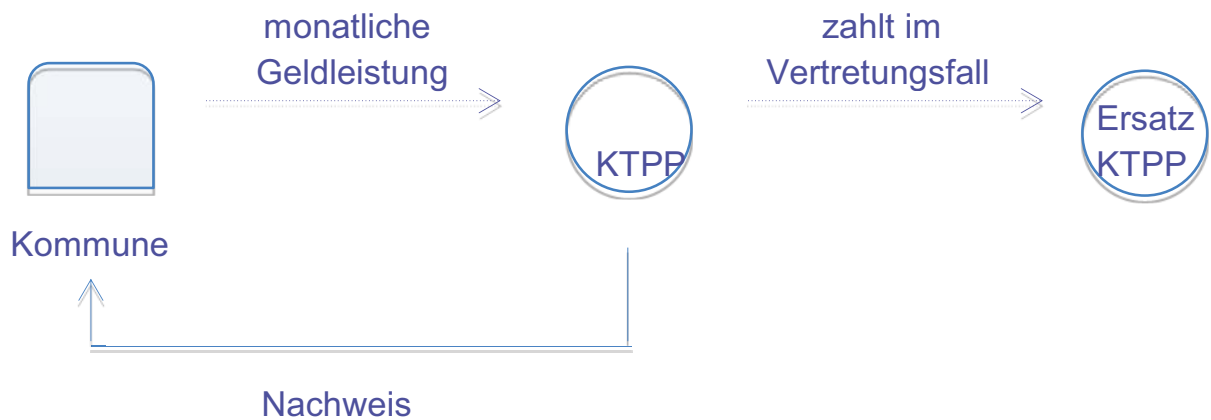 monatliche
Geldleistung
zahlt im
Vertretungsfall
KTPP
Ersatz
KTPP
Kommune
Nachweis